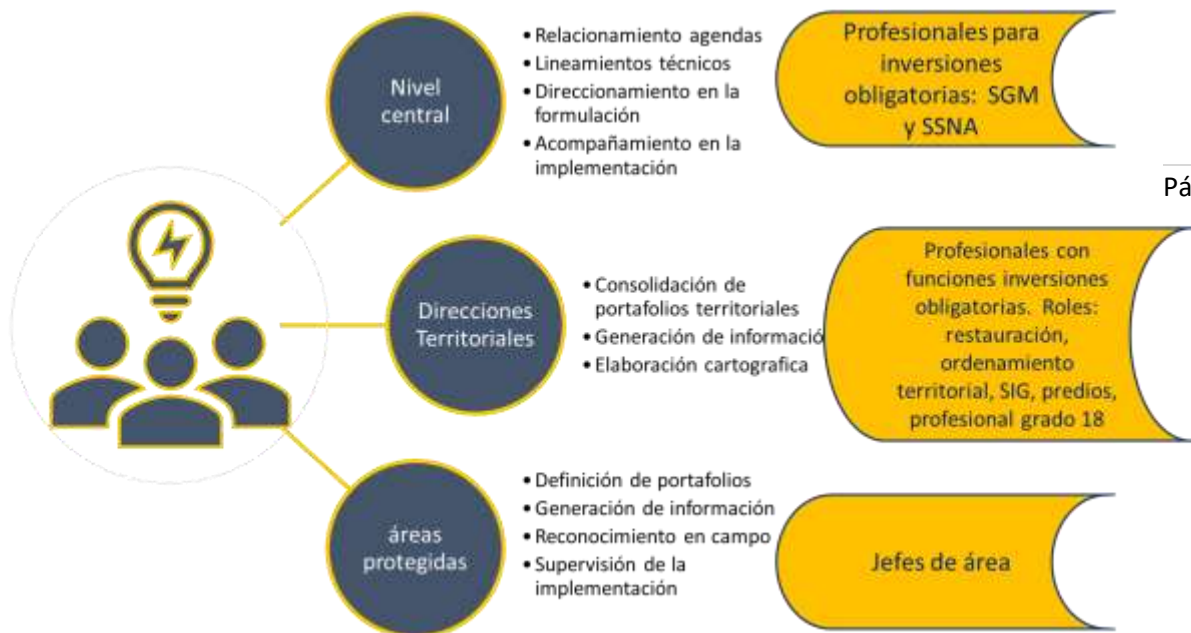 Nivel
central
• Relacionamiento agendas
• Lineamientos técnicos
• Direccionamiento en la
formulación
• Acompañamiento en la
implementación
Profesionales para
inversiones
obligatorias: SGM
y SSNA
Pá
Direcciones
Territoriales
• Consolidación de
portafolios territoriales
• Generación de informació
• Elaboración cartografica
Profesionales con
funciones inversiones
obligatorias. Roles:
restauración,
ordenamiento
territorial, SIG, predios,
profesional grado 18
áreas
protegidas
• Definición de portafolios
• Generación de información
• Reconocimiento en campo
• Supervisión de la
implementación
Jefes de área